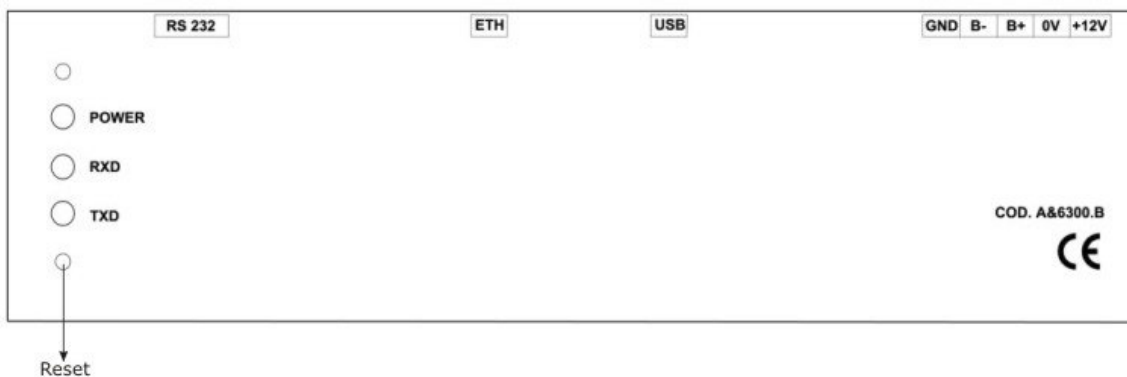 RS 232 ETH USB GND B- B+ 0V +12V
POWER
RXD
TXD
COD. A&6300.B
CE
Reset